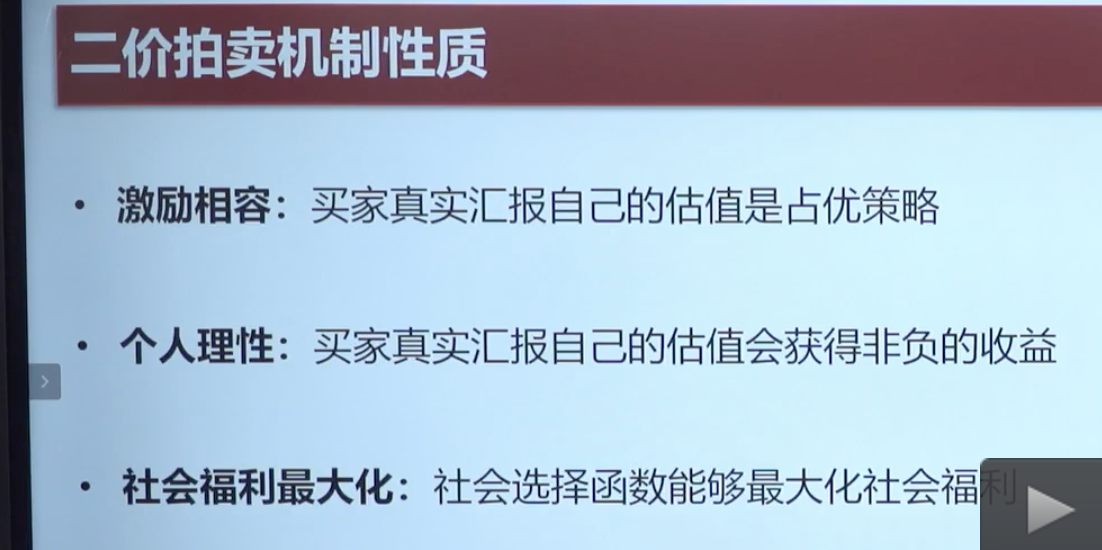 二价拍卖机制性质
• 激励相容：买家真实汇报自己的估值是占优策略
• 个人理性：买家真实汇报自己的估值会获得非负的收益
• 社会福利最大化：社会选择函数能够最大化社会福利